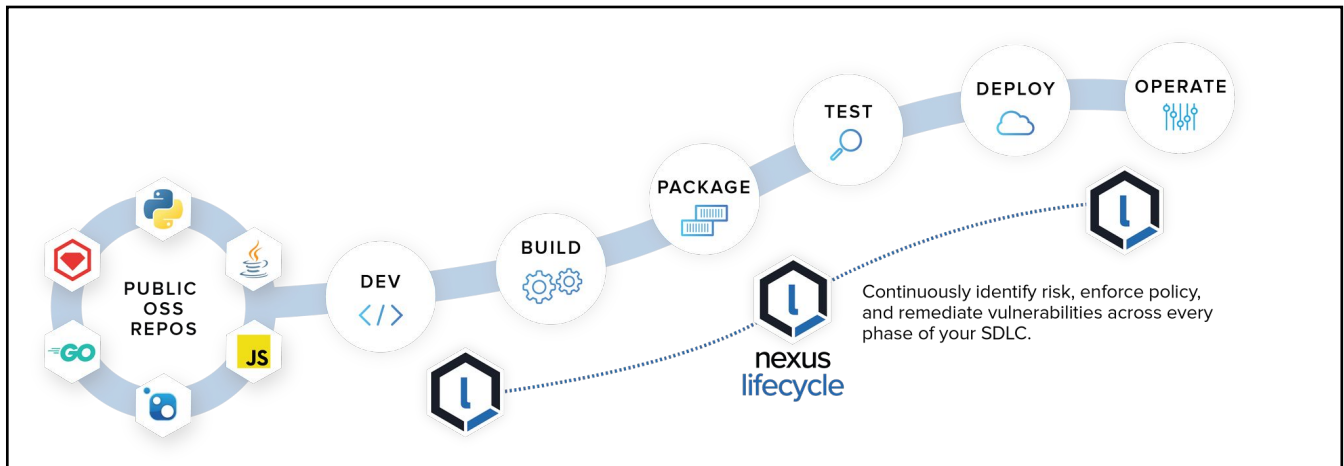 PUBLIC
OSS
REPOS
GO
JS
DEV
</>
BUILD
PACKAGE
TEST
DEPLOY
OPERATE
l
l
l
nexus
lifecycle
Continuously identify risk, enforce policy,
and remediate vulnerabilities across every
phase of your SDLC.